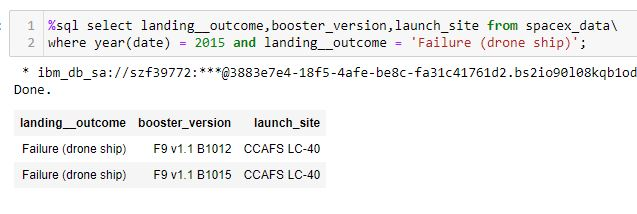 1 %sql select landing__outcome,booster_version,launch_site from spacex_data\
2 where year(date) = 2015 and landing__outcome = 'Failure (drone ship)';
* ibm_db_sa://szf39772:***@3883e7e4-18f5-4afe-be8c-fa31c41761d2.bs2io90l08kqb1od
Done.
landing__outcome booster_version launch_site
Failure (drone ship) F9 v1.1 B1012 CCAFS LC-40
Failure (drone ship) F9 v1.1 B1015 CCAFS LC-40